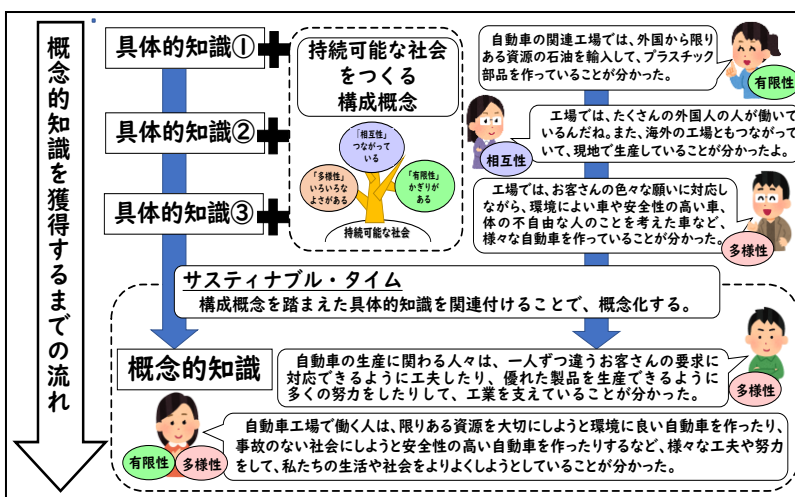 概念的知識を獲得するまでの流れ
具体的知識①
具体的知識②
具体的知識③
持続可能な社会
をつくる
構成概念
「相互性」
つながって
いる
「多様性」
いろいろな
よさがある
「有限性」
かぎりが
ある
持続可能な社会
自動車の関連工場では、外国から限り
ある資源の石油を輸入して、プラスチック
部品を作っていることが分かった。
有限性
工場では、たくさんの外国人の人が働いて
いるんだね。また、海外の工場ともつながって
いて、現地で生産していることが分かったよ。
相互性
工場では、お客さんの色々な願いに対応し
ながら、環境によい車や安全性の高い車、
体の不自由な人のことを考えた車など、
様々な自動車を作っていることが分かった。
多様性
サスティナブル・タイム
構成概念を踏まえた具体的知識を関連付けることで、概念化する。
概念的知識
自動車の生産に関わる人々は、一人ずつ違うお客さんの要求に
対応できるように工夫したり、優れた製品を生産できるように
多くの努力をしたりして、工業を支えていることが分かった。
多様性
自動車工場で働く人は、限りある資源を大切にしようと環境に良い自動車を作ったり、
事故のない社会にしようと安全性の高い自動車を作ったりするなど、様々な工夫や努力
をして、私たちの生活や社会をよりよくしようとしていることが分かった。
有限性
多様性